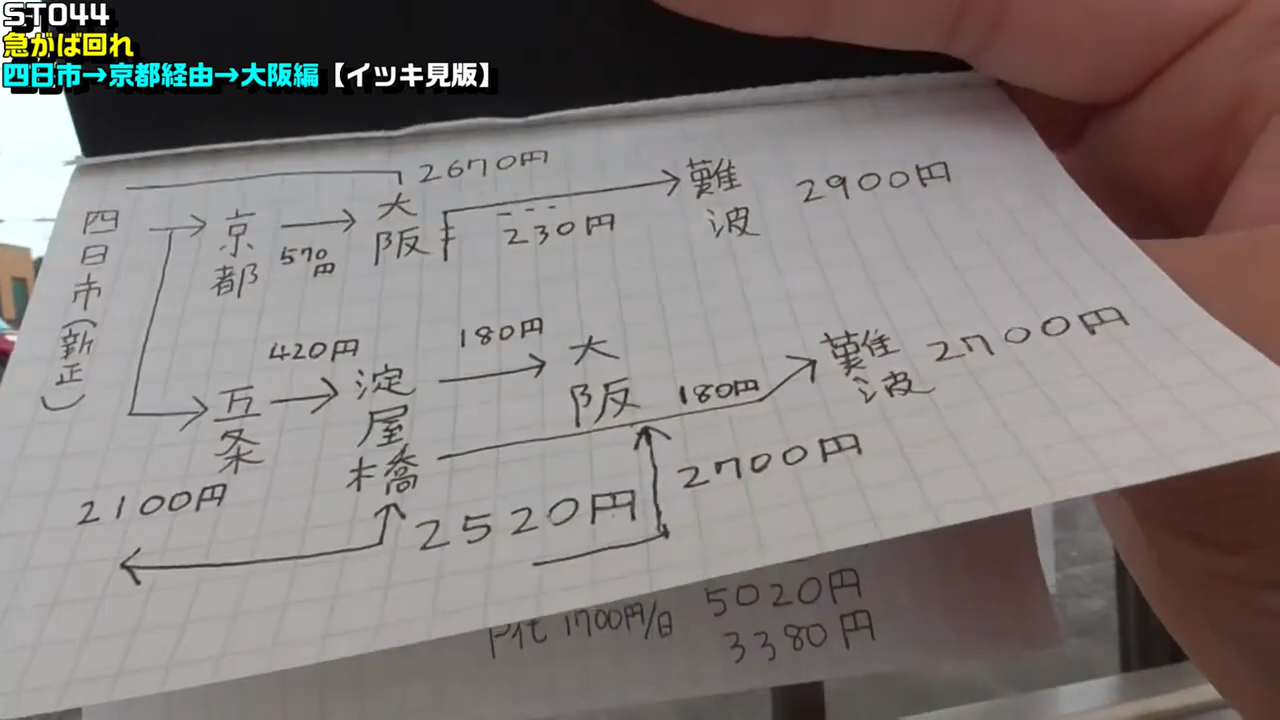 ST044
急がば回れ
四日市→京都経由→大阪編【イツキ見版】
2670円
四日市(新正)
京都
570円
大阪
230円
難波
2900円
420円
180円
五条
淀屋橋
大阪
180円
難波
2700円
2100円
2520円
2700円
P代 1700円/日 5020円
3380円